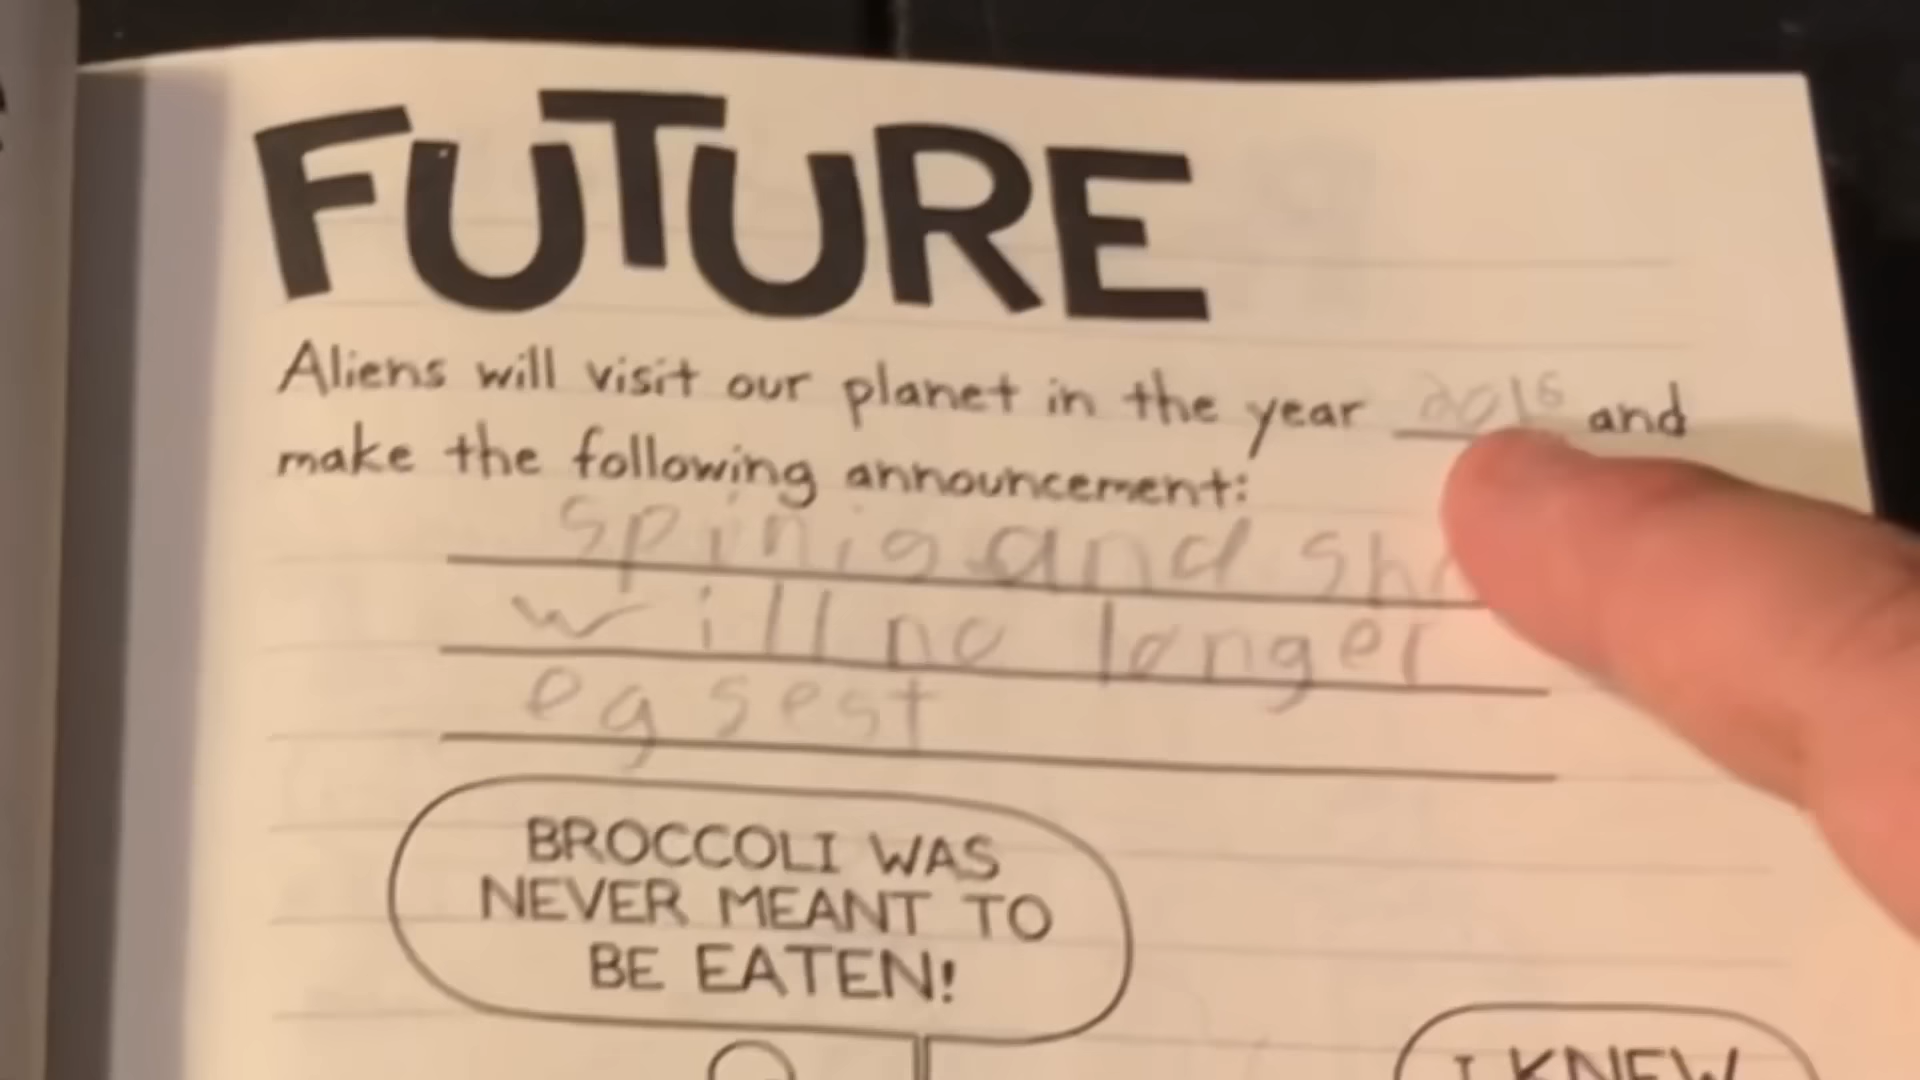 FUTURE
Aliens will visit our planet in the year 2016 and
make the following announcement:
spinig and
will no longer
egsest
BROCCOLI WAS
NEVER MEANT TO
BE EATEN!
I KNEW